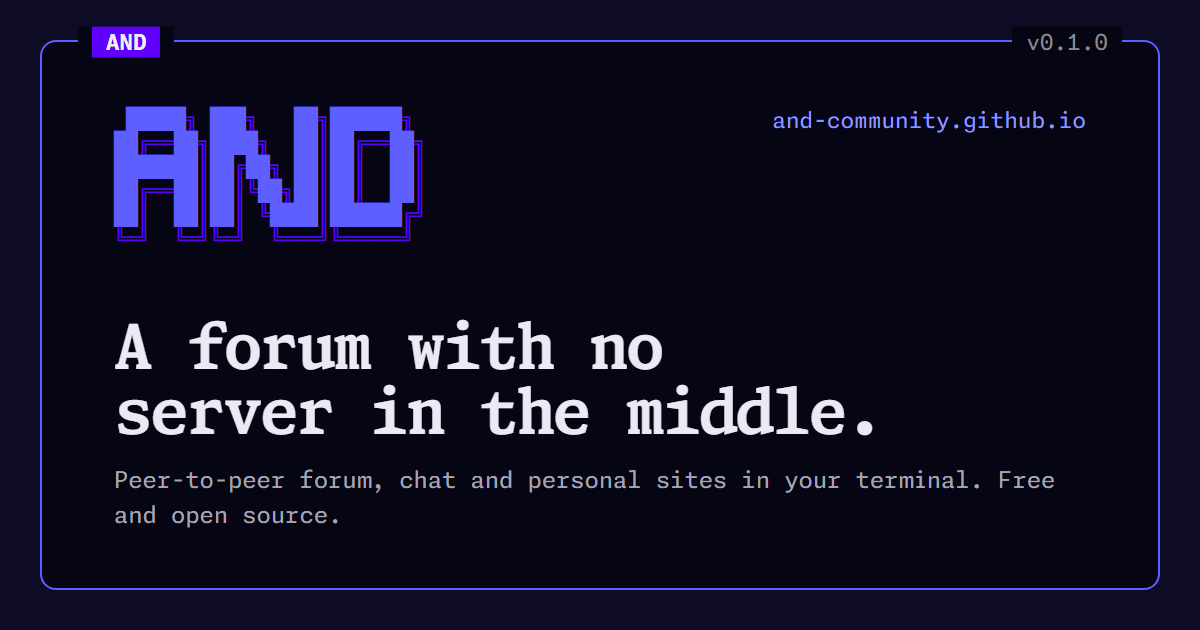 AND
v0.1.0
AND
and-community.github.io
A forum with no
server in the middle.
Peer-to-peer forum, chat and personal sites in your terminal. Free
and open source.